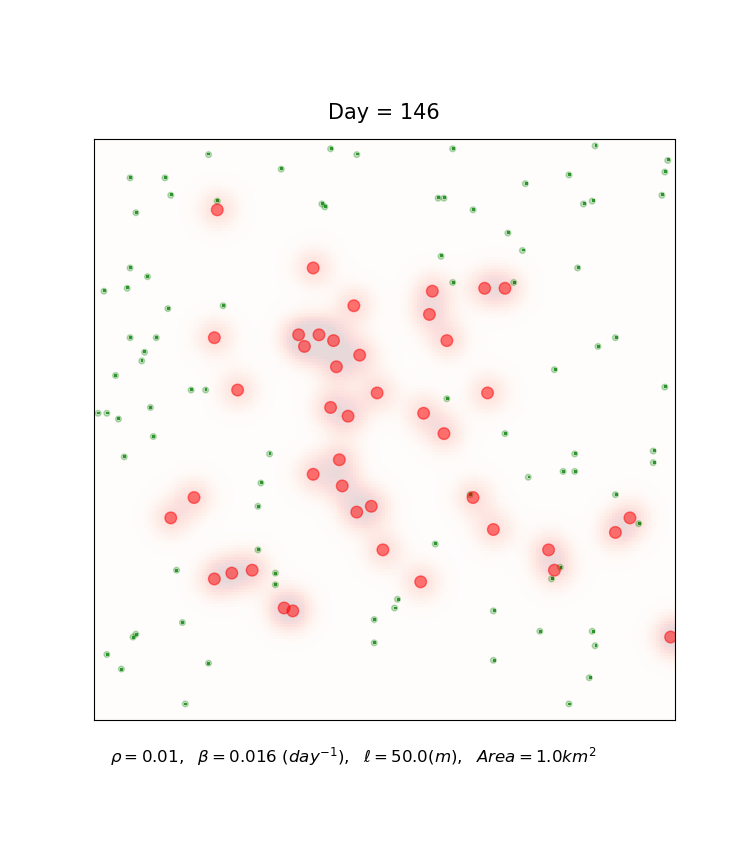 Day = 146
ρ = 0.01, β = 0.016 (day⁻¹), ℓ = 50.0(m), Area = 1.0km²